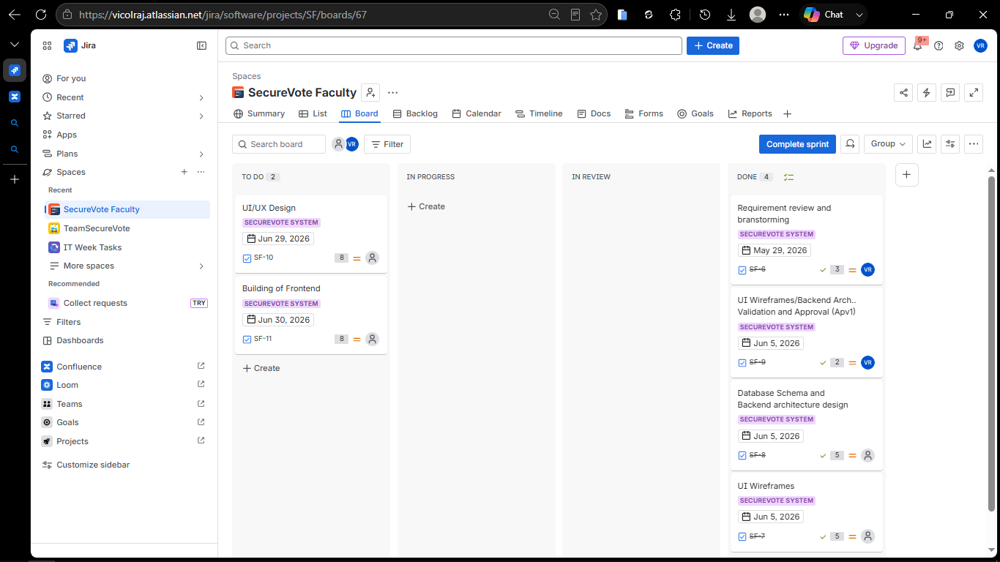 https://vicolraj.atlassian.net/jira/software/projects/SF/boards/67
Chat
Jira
Search
Create
Upgrade
9+
VR
For you
Recent
Starred
Apps
Plans
Spaces
Recent
SecureVote Faculty
TeamSecureVote
IT Week Tasks
More spaces
Recommended
Collect requests
TRY
Filters
Dashboards
Confluence
Loom
Teams
Goals
Projects
Customize sidebar
Spaces
SecureVote Faculty
Summary
List
Board
Backlog
Calendar
Timeline
Docs
Forms
Goals
Reports
Search board
VR
Filter
Complete sprint
Group
TO DO 2
UI/UX Design
SECUREVOTE SYSTEM
Jun 29, 2026
SF-10 8
Building of Frontend
SECUREVOTE SYSTEM
Jun 30, 2026
SF-11 8
Create
IN PROGRESS
Create
IN REVIEW
DONE 4
Requirement review and
branstorming
SECUREVOTE SYSTEM
May 29, 2026
SF-6 3 VR
UI Wireframes/Backend Arch..
Validation and Approval (Apv1)
SECUREVOTE SYSTEM
Jun 5, 2026
SF-9 2 VR
Database Schema and
Backend architecture design
SECUREVOTE SYSTEM
Jun 5, 2026
SF-8 5
UI Wireframes
SECUREVOTE SYSTEM
Jun 5, 2026
SF-7 5